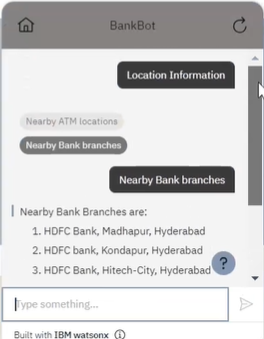 BankBot
Location Information
Nearby ATM locations
Nearby Bank branches
Nearby Bank branches
Nearby Bank Branches are:
1. HDFC Bank, Madhapur, Hyderabad
2. HDFC bank, Kondapur, Hyderabad
3. HDFC Bank, Hitech-City, Hyderabad
?
Type something...
Built with IBM watsonx